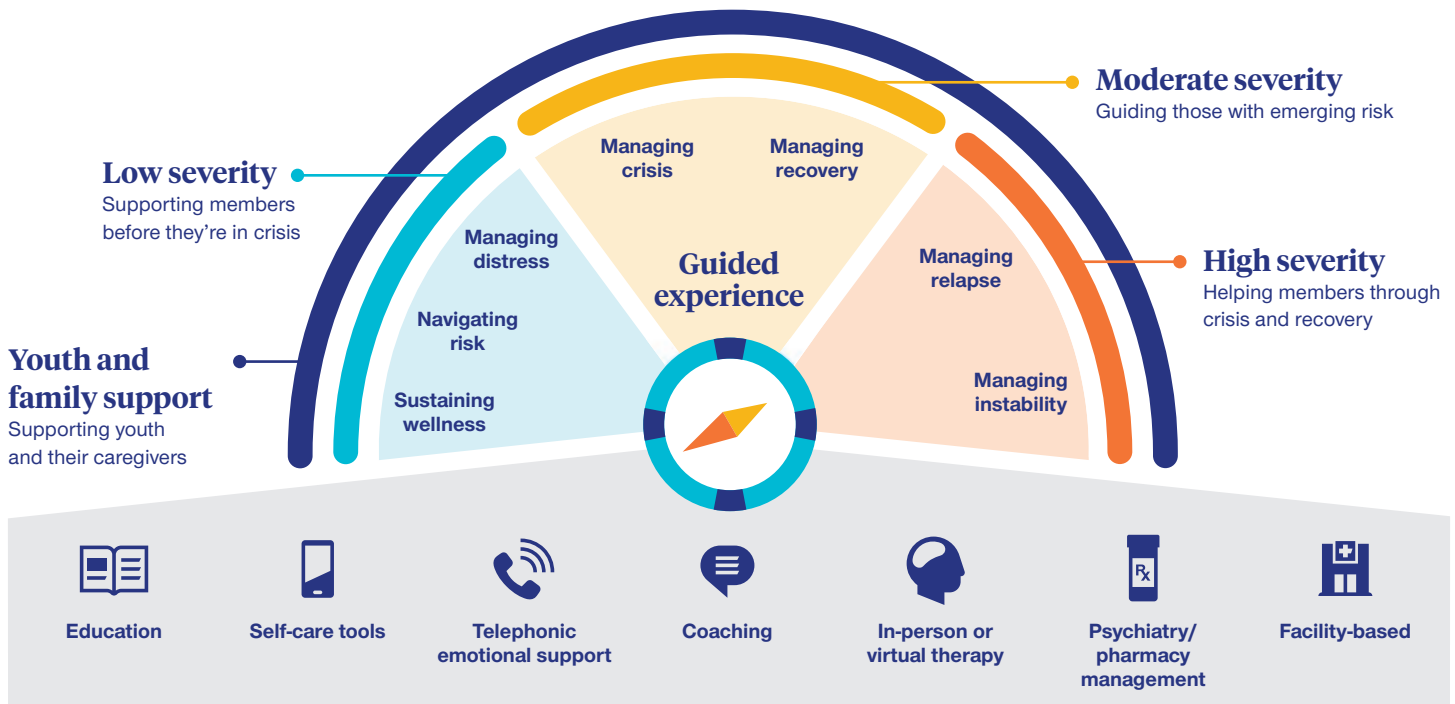 Moderate severity
Guiding those with emerging risk
Low severity
Supporting members
before they're in crisis
High severity
Helping members through
crisis and recovery
Youth and
family support
Supporting youth
and their caregivers
Sustaining
wellness
Navigating
risk
Managing
distress
Managing
crisis
Managing
recovery
Guided
experience
Managing
relapse
Managing
instability
Education
Self-care tools
Telephonic
emotional support
Coaching
In-person or
virtual therapy
Rx
Psychiatry/
pharmacy
management
Facility-based